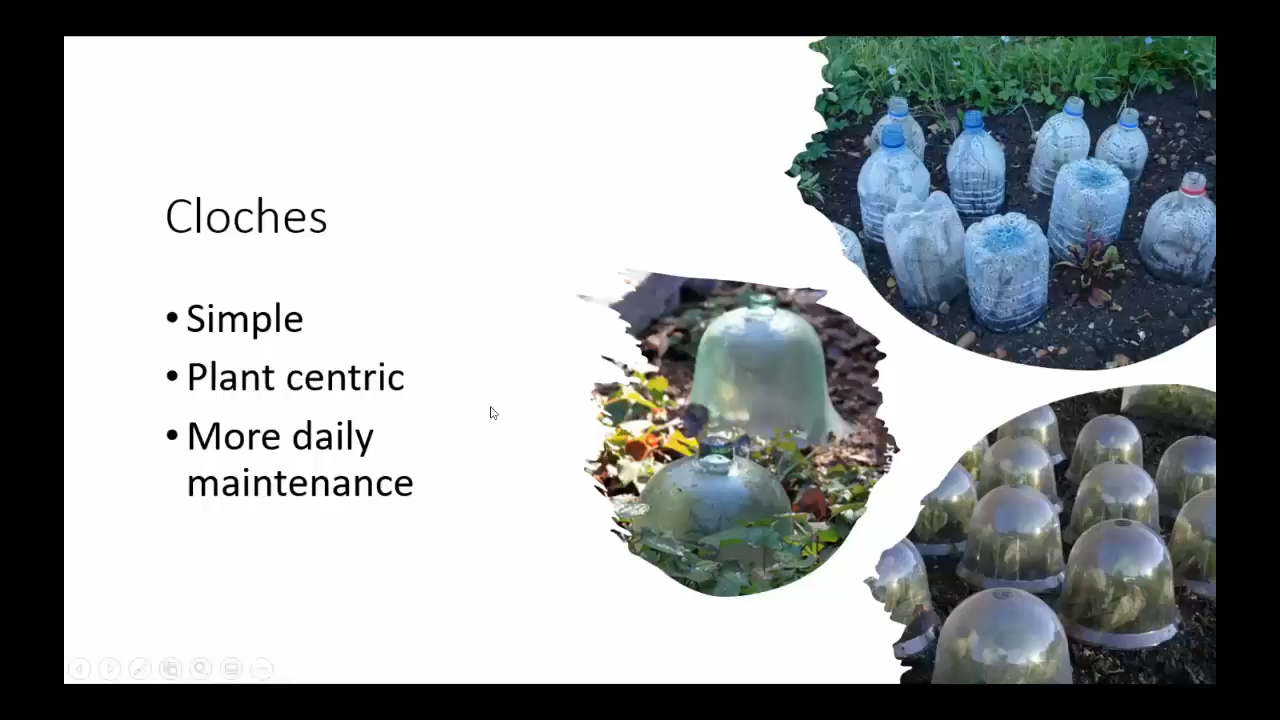 Cloches
• Simple
• Plant centric
• More daily
maintenance